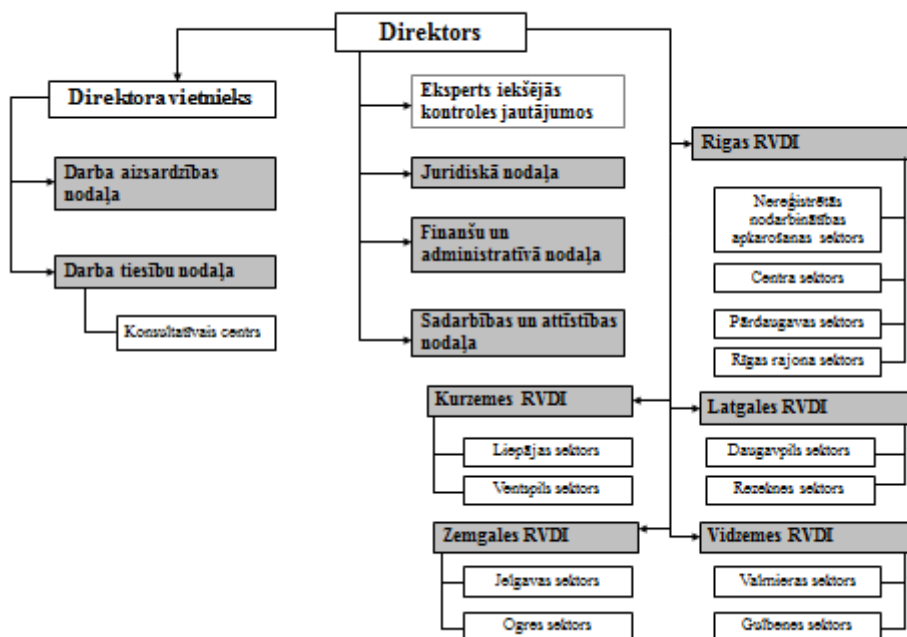 Direktors
Direktora vietnieks
Darba aizsardzības
nodaļa
Darba tiesību nodaļa
Konsultatīvais centrs
Eksperts iekšējās
kontroles jautājumos
Juridiskā nodaļa
Finanšu un
administratīvā nodaļa
Sadarbības un attīstības
nodaļa
Rīgas RVDI
Nereģistrētās
nodarbinātības
apkarošanas sektors
Centra sektors
Pārdaugavas sektors
Rīgas rajona sektors
Kurzemes RVDI
Liepājas sektors
Ventspils sektors
Latgales RVDI
Daugavpils sektors
Rezeknes sektors
Zemgales RVDI
Jelgavas sektors
Ogres sektors
Vidzemes RVDI
Valmieras sektors
Gulbenes sektors